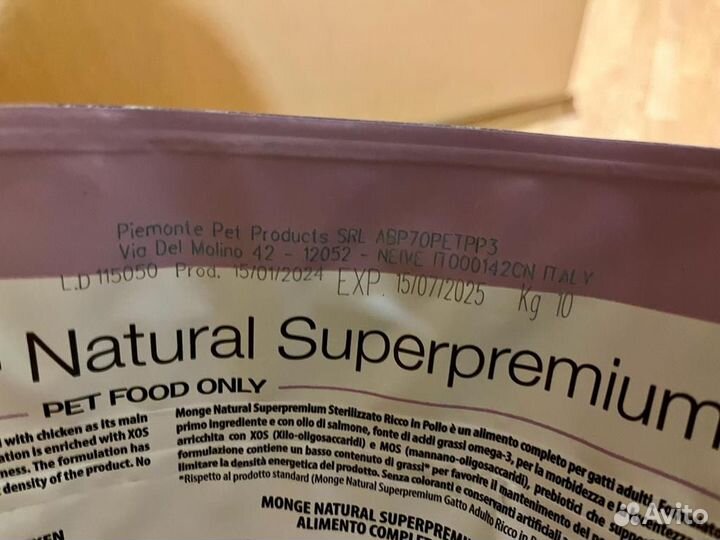 Piemonte Pet Products SRL ABP70PETPP3
Via Del Molino 42 - 12052 - NEIVE IT000142CN ITALY
L.D 115050 Prod. 15/01/2024 EXP. 15/07/2025 Kg 10
Natural Superpremium
PET FOOD ONLY
with chicken as its main
is enriched with XOS
The formulation has
density of the product. No
Monge Natural Superpremium Sterilizzato Ricco in Pollo è un alimento completo per gatti adulti.
primo ingrediente e con olio di salmone, fonte di acidi grassi omega-3, per la morbidezza e
arricchita con XOS (Xilo-oligosaccaridi) e MOS (mannano-oligosaccaridi), prebiotici che
formulazione contiene un basso contenuto di grassi* per favorire il mantenimento del
limitare la densità energetica del prodotto. Senza coloranti e conservanti artificiali
*Rispetto al prodotto standard (Monge Natural Superpremium Gatto Adulto Ricco in
MONGE NATURAL
ALIMENTO
Avito